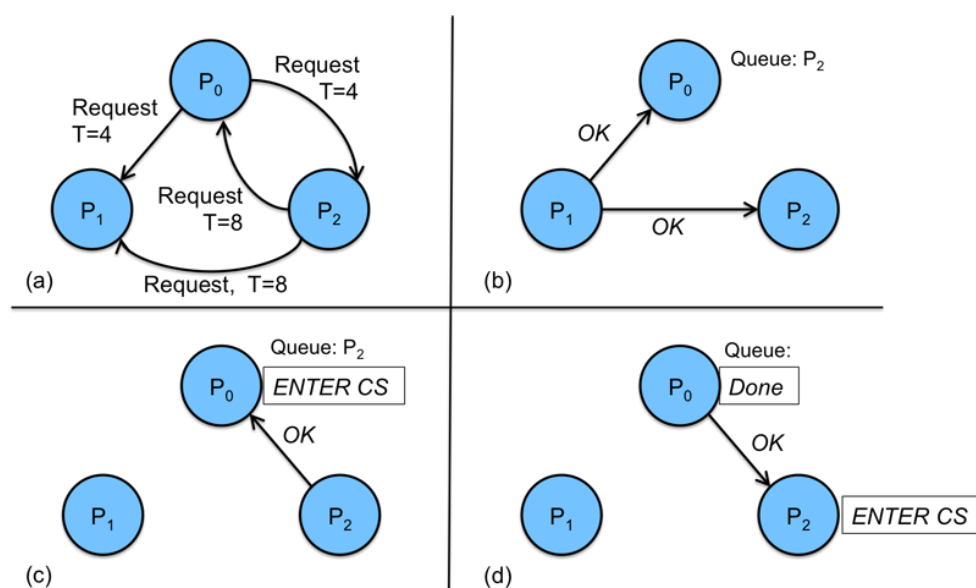 Request
T=4
P₀
Request
T=4
P₁
Request
T=8
P₂
(a)
Request, T=8
Queue: P₂
P₀
OK
P₁
OK
P₂
(b)
Queue: P₂
P₀
ENTER CS
OK
P₁
P₂
(c)
Queue:
P₀
Done
OK
P₁
P₂
ENTER CS
(d)